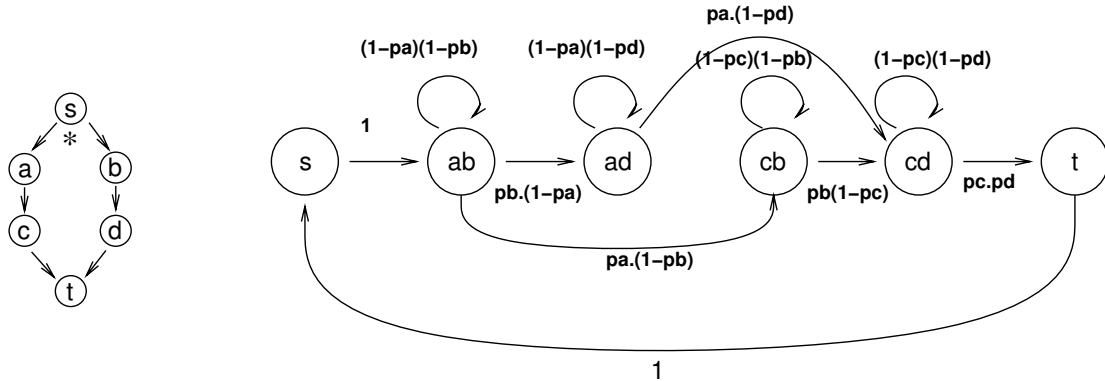 s
*
a
b
c
d
t
pa.(1−pd)
(1−pa)(1−pb)
(1−pa)(1−pd)
(1−pc)(1−pb)
(1−pc)(1−pd)
1
s
ab
ad
cb
cd
t
pb.(1−pa)
pb(1−pc)
pc.pd
pa.(1−pb)
1